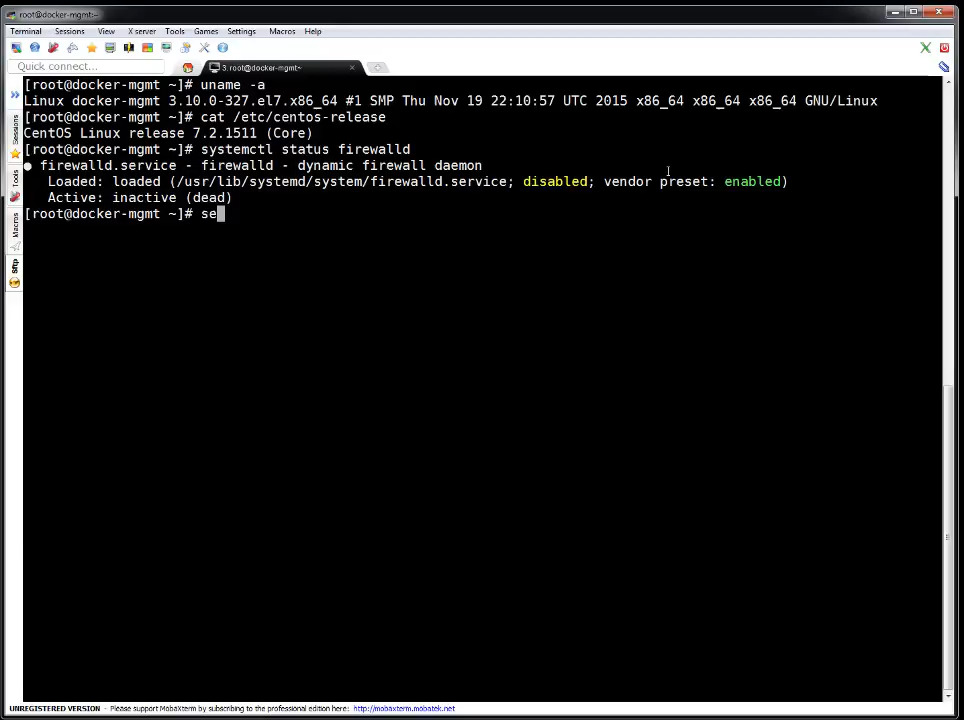 root@docker-mgmt:~
Terminal Sessions View X server Tools Games Settings Macros Help
Quick connect...
3. root@docker-mgmt:~
Sessions
Tools
Macros
Sftp
[root@docker-mgmt ~]# uname -a
Linux docker-mgmt 3.10.0-327.el7.x86_64 #1 SMP Thu Nov 19 22:10:57 UTC 2015 x86_64 x86_64 x86_64 GNU/Linux
[root@docker-mgmt ~]# cat /etc/centos-release
CentOS Linux release 7.2.1511 (Core)
[root@docker-mgmt ~]# systemctl status firewalld
● firewalld.service - firewalld - dynamic firewall daemon
Loaded: loaded (/usr/lib/systemd/system/firewalld.service; disabled; vendor preset: enabled)
Active: inactive (dead)
[root@docker-mgmt ~]# se
UNREGISTERED VERSION - Please support MobaXterm by subscribing to the professional edition here: http://mobaxterm.mobatek.net